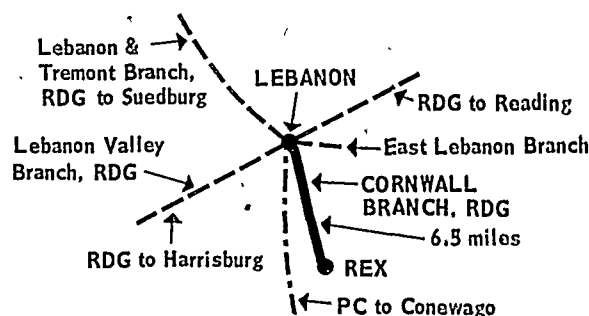 Lebanon &
Tremont Branch,
RDG to Suedburg
LEBANON
RDG to Reading
Lebanon Valley
Branch, RDG
East Lebanon Branch
CORNWALL
BRANCH, RDG
6.5 miles
RDG to Harrisburg
REX
PC to Conewago